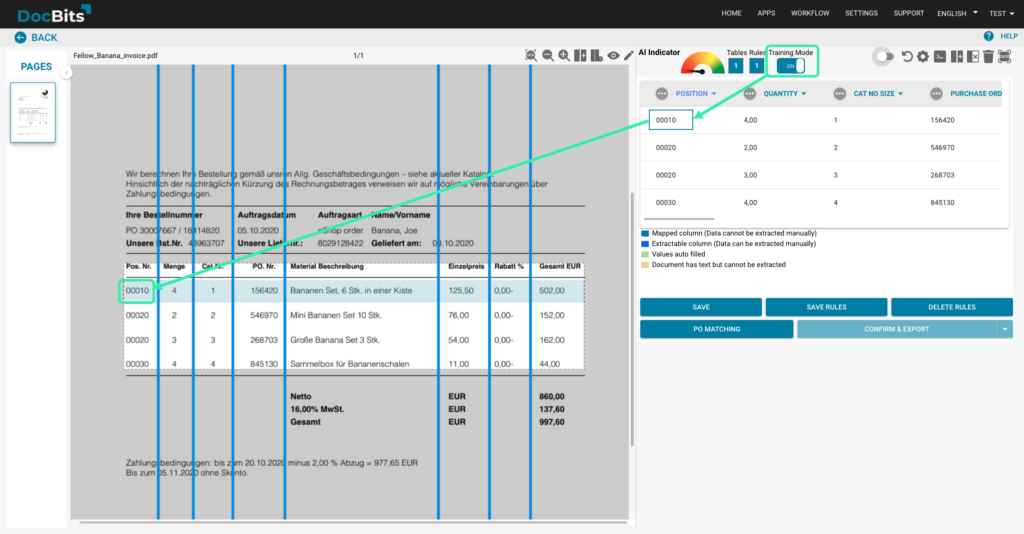 DocBits
HOME APPS WORKFLOW SETTINGS SUPPORT ENGLISH TEST
BACK
HELP
PAGES
Fellow_Banana_invoice.pdf
1/1
AI Indicator
Tables Rules Training Mode
1 1 ON
POSITION QUANTITY CAT NO SIZE PURCHASE ORD
00010 4,00 1 156420
00020 2,00 2 546970
00020 3,00 3 268703
00030 4,00 4 845130
Mapped column (Data cannot be extracted manually)
Extractable column (Data can be extracted manually)
Values auto filled
Document has text but cannot be extracted
SAVE SAVE RULES DELETE RULES
PO MATCHING CONFIRM & EXPORT
Wir berechnen Ihre Bestellung gemäß unsren Allg. Geschäftsbedingungen – siehe aktueller Katalog
Hinsichtlich der nachträglichen Kürzung des Rechnungsbetrages verweisen wir auf mögliche Vereinbarungen über
Zahlungsbedingungen.
Ihre Bestellnummer Auftragsdatum Auftragsart Name/Vorname
PO 30007667 / 18414820 05.10.2020 eShop order Banana, Joe
Unsere Bst.Nr. 48963707 Unsere Liefernr.: 8029128422 Geliefert am: 08.10.2020
Pos. Nr. Menge Cat.Nr. PO. Nr. Material Beschreibung Einzelpreis Rabatt % Gesamt EUR
00010 4 1 156420 Bananen Set, 6 Stk. in einer Kiste 125,50 0,00- 502,00
00020 2 2 546970 Mini Bananen Set 10 Stk. 76,00 0,00- 152,00
00020 3 3 268703 Große Banana Set 3 Stk. 54,00 0,00- 162,00
00030 4 4 845130 Sammelbox für Bananenschalen 11,00 0,00- 44,00
Netto EUR 860,00
16,00% MwSt. EUR 137,60
Gesamt EUR 997,60
Zahlungsbedingungen: bis zum 20.10.2020 minus 2,00 % Abzug = 977,65 EUR
Bis zum 05.11.2020 ohne Skonto.